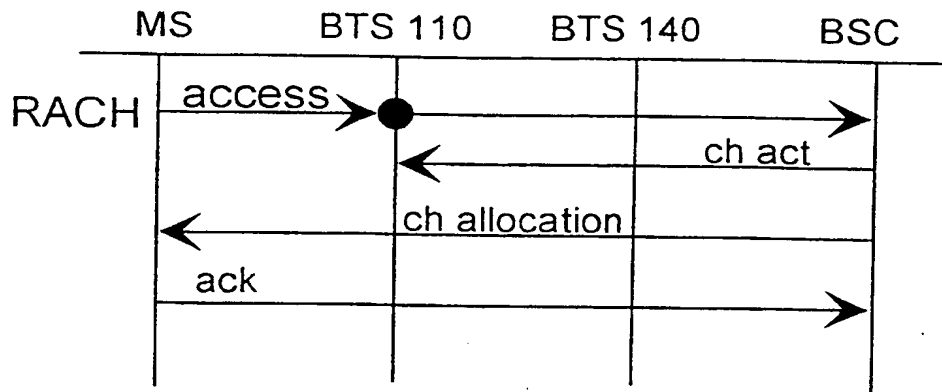 MS BTS 110 BTS 140 BSC
RACH access
ch act
ch allocation
ack